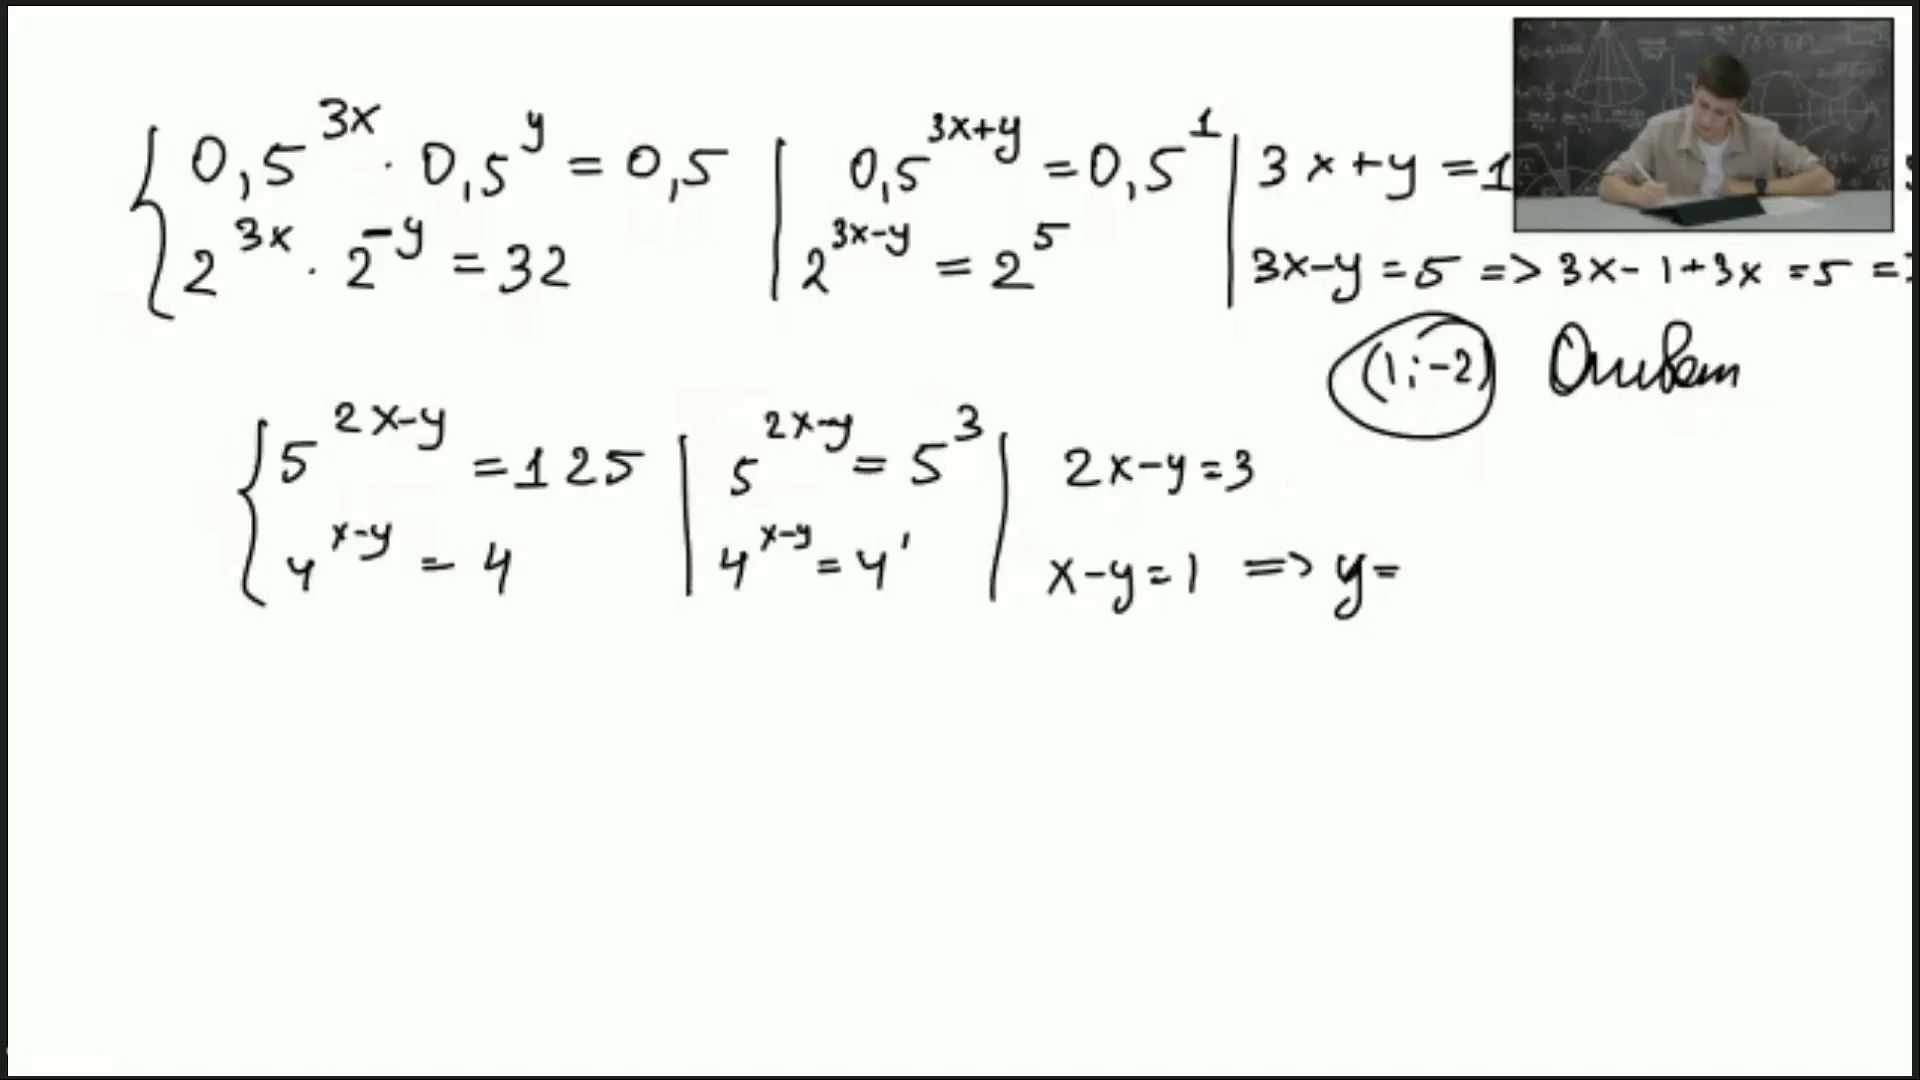 0,5^{3x} · 0,5^{y} = 0,5 | 0,5^{3x+y} = 0,5^{1} | 3x+y=1
2^{3x} · 2^{-y} = 32 | 2^{3x-y} = 2^{5} | 3x-y=5 => 3x-1+3x=5 =>
(1;-2) Ответ
5^{2x-y} = 125 | 5^{2x-y} = 5^{3} | 2x-y=3
4^{x-y} = 4 | 4^{x-y} = 4^{1} | x-y=1 => y=